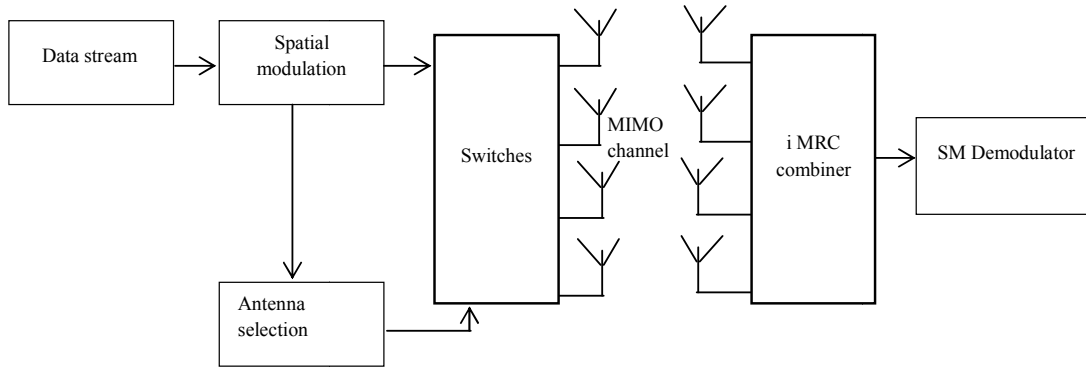 Data stream
Spatial
modulation
Switches
MIMO
channel
i MRC
combiner
SM Demodulator
Antenna
selection